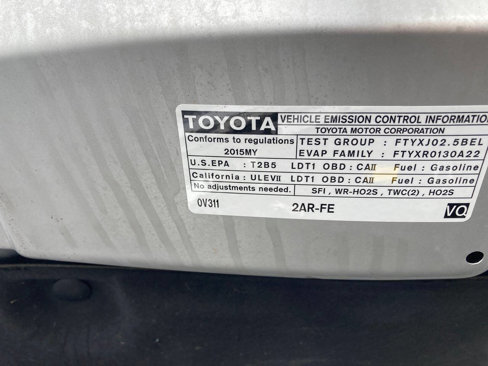 TOYOTA VEHICLE EMISSION CONTROL INFORMATION
TOYOTA MOTOR CORPORATION
Conforms to regulations
2015MY
TEST GROUP : FTYXJ02.5BEL
EVAP FAMILY : FTYXR0130A22
U.S.EPA : T2B5 LDT1 OBD : CAII Fuel : Gasoline
California : ULEVII LDT1 OBD : CAII Fuel : Gasoline
No adjustments needed. SFI , WR-HO2S , TWC(2) , HO2S
0V311 2AR-FE VQ